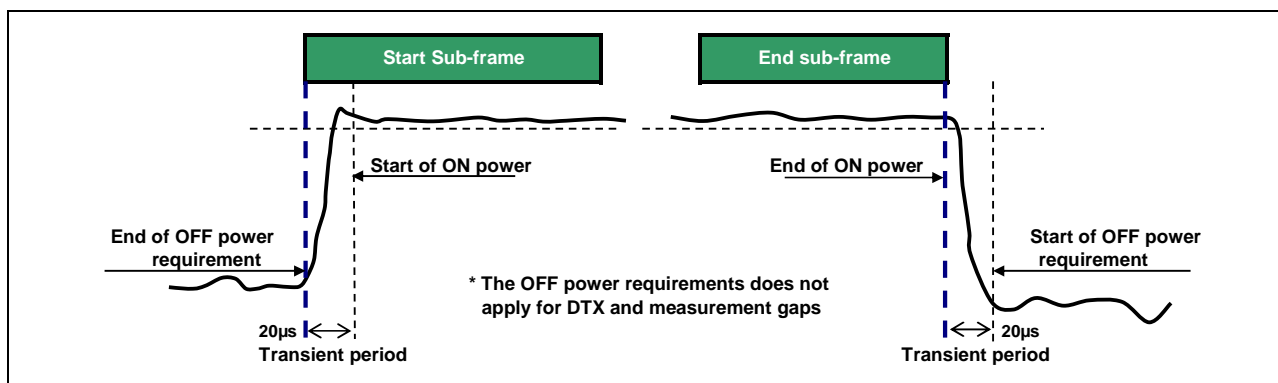 Start Sub-frame
End sub-frame
Start of ON power
End of ON power
End of OFF power
requirement
Start of OFF power
requirement
* The OFF power requirements does not
apply for DTX and measurement gaps
20µs
Transient period
20µs
Transient period